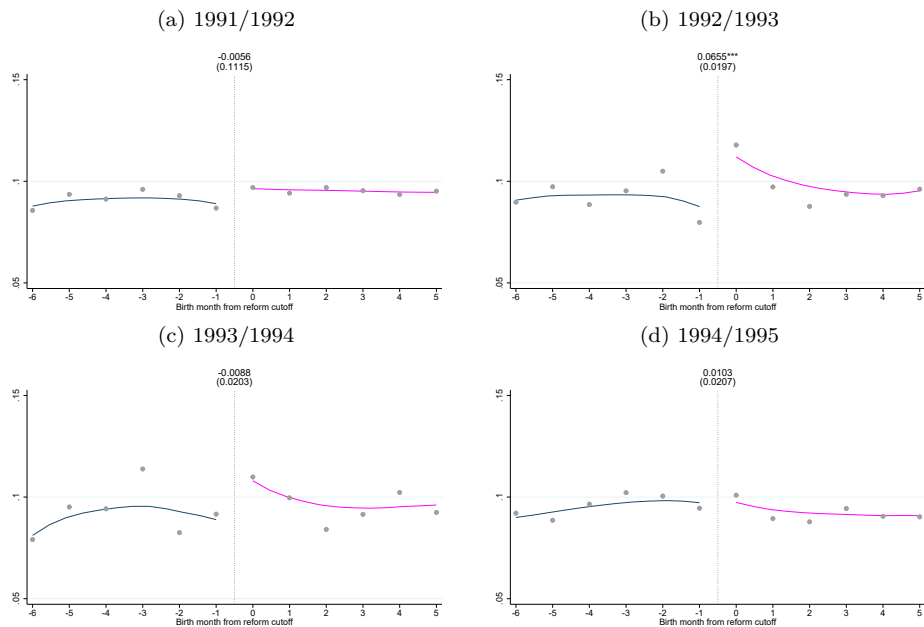 (a) 1991/1992
-0.0056
(0.1115)
.15
.1
.05
-6 -5 -4 -3 -2 -1 0 1 2 3 4 5
Birth month from reform cutoff
(b) 1992/1993
0.0655***
(0.0197)
.15
.1
.05
-6 -5 -4 -3 -2 -1 0 1 2 3 4 5
Birth month from reform cutoff
(c) 1993/1994
-0.0088
(0.0203)
.15
.1
.05
-6 -5 -4 -3 -2 -1 0 1 2 3 4 5
Birth month from reform cutoff
(d) 1994/1995
0.0103
(0.0207)
.15
.1
.05
-6 -5 -4 -3 -2 -1 0 1 2 3 4 5
Birth month from reform cutoff